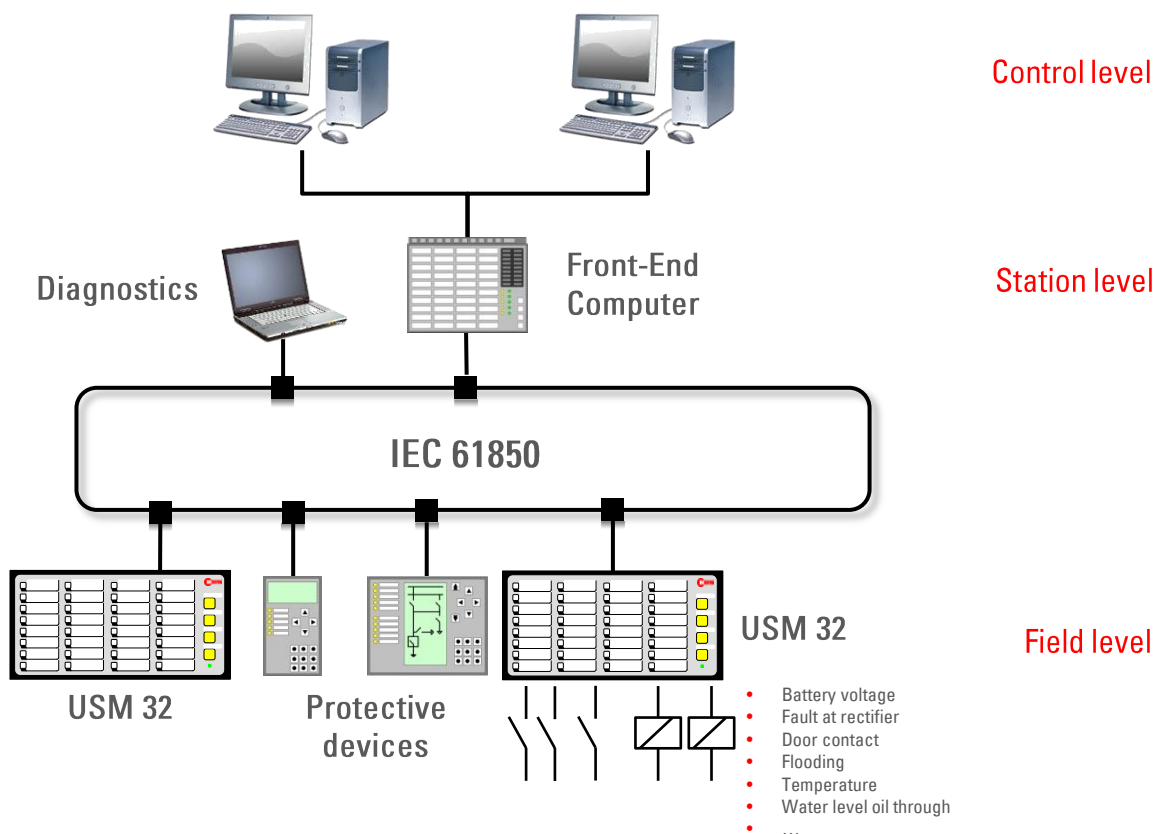 Control level
Diagnostics
Front-End
Computer
Station level
IEC 61850
USM 32
Protective
devices
USM 32
Field level
• Battery voltage
• Fault at rectifier
• Door contact
• Flooding
• Temperature
• Water level oil through
• ...